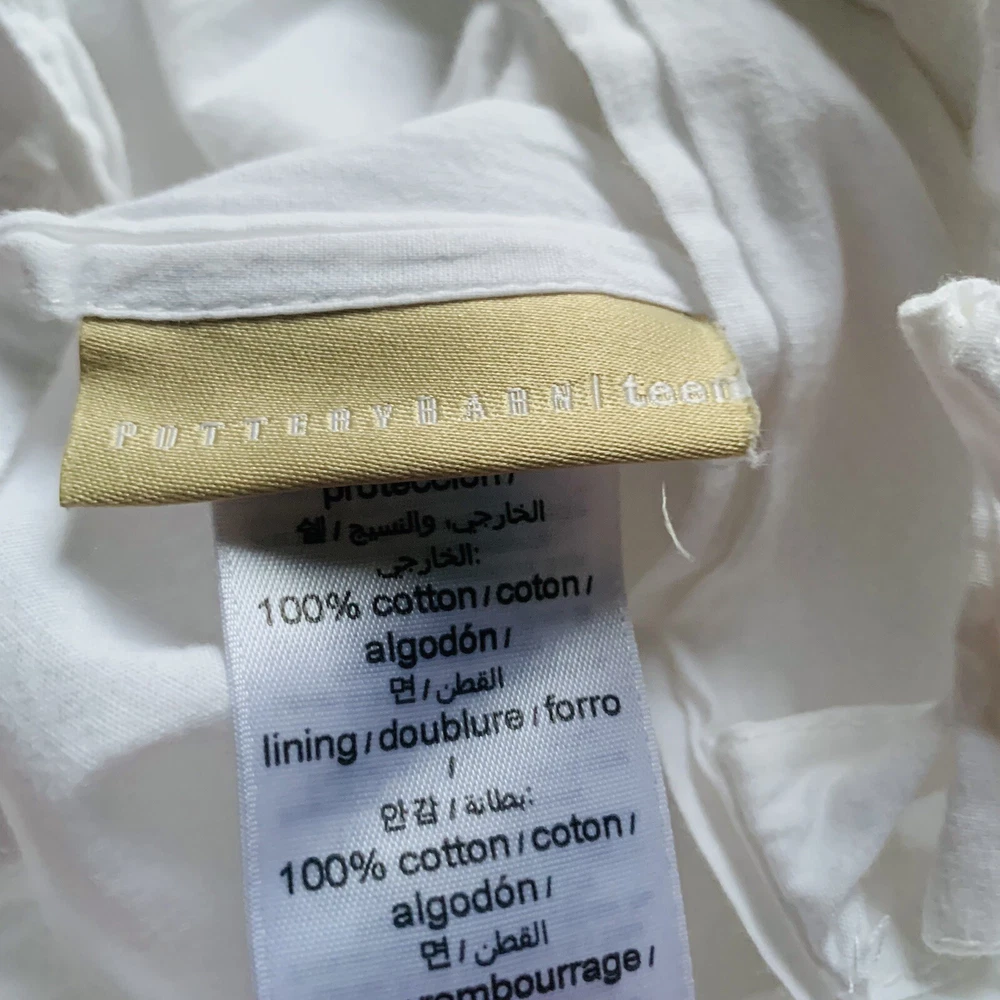 POTTERYBARN | teen
protección/
쉘 / الخارجي، والنسيج
الخارجي:
100% cotton / coton /
algodón /
면 / القطن
lining / doublure / forro
/
안감 / بطانة:
100% cotton / coton /
algodón /
면 / القطن